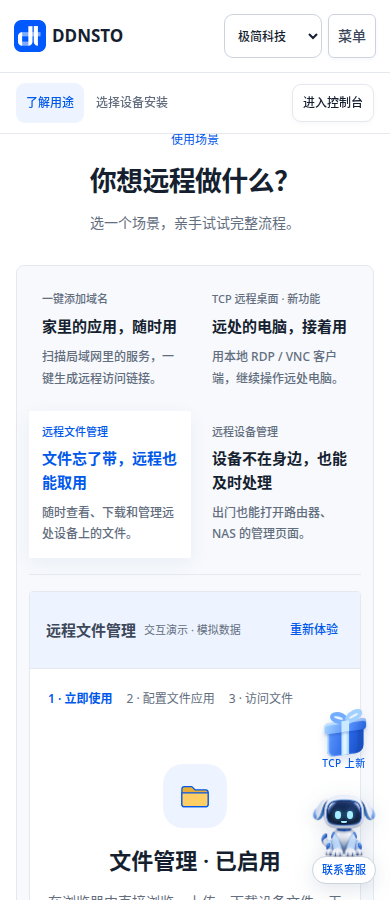 DDNSTO
极简科技
菜单
了解用途
选择设备安装
进入控制台
使用场景
你想远程做什么？
选一个场景，亲手试试完整流程。
一键添加域名
家里的应用，随时用
扫描局域网里的服务，一
键生成远程访问链接。
TCP 远程桌面 · 新功能
远处的电脑，接着用
用本地 RDP / VNC 客户
端，继续操作远处电脑。
远程文件管理
文件忘了带，远程也
能取用
随时查看、下载和管理远
处设备上的文件。
远程设备管理
设备不在身边，也能
及时处理
出门也能打开路由器、
NAS 的管理页面。
远程文件管理
交互演示 · 模拟数据
重新体验
1 · 立即使用
2 · 配置文件应用
3 · 访问文件
TCP 上新
文件管理 · 已启用
联系客服